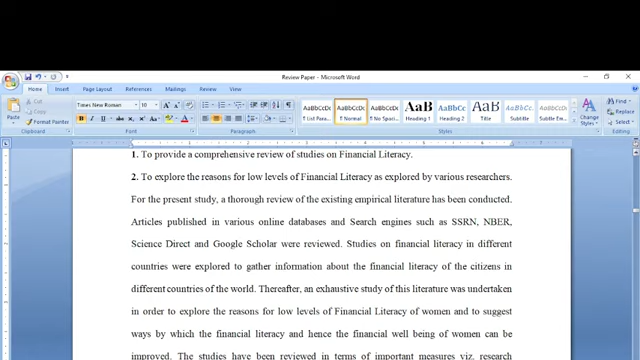 Review Paper - Microsoft Word
Home Insert Page Layout References Mailings Review View
Paste
Cut
Copy
Format Painter
Clipboard
Times New Roman 10
Font
Paragraph
AaBbCcDc AaBbCcDc AaBbCcDc AaB AaBbCc AaB AaBbCcDc AaBbCcDc
¶ List Para... ¶ Normal ¶ No Spaci... Heading 1 Heading 2 Title Subtitle Subtle Em...
Change
Styles
Styles
Find
Replace
Select
Editing
1. To provide a comprehensive review of studies on Financial Literacy.
2. To explore the reasons for low levels of Financial Literacy as explored by various researchers.
For the present study, a thorough review of the existing empirical literature has been conducted.
Articles published in various online databases and Search engines such as SSRN, NBER,
Science Direct and Google Scholar were reviewed. Studies on financial literacy in different
countries were explored to gather information about the financial literacy of the citizens in
different countries of the world. Thereafter, an exhaustive study of this literature was undertaken
in order to explore the reasons for low levels of Financial Literacy of women and to suggest
ways by which the financial literacy and hence the financial well being of women can be
improved. The studies have been reviewed in terms of important measures viz. research